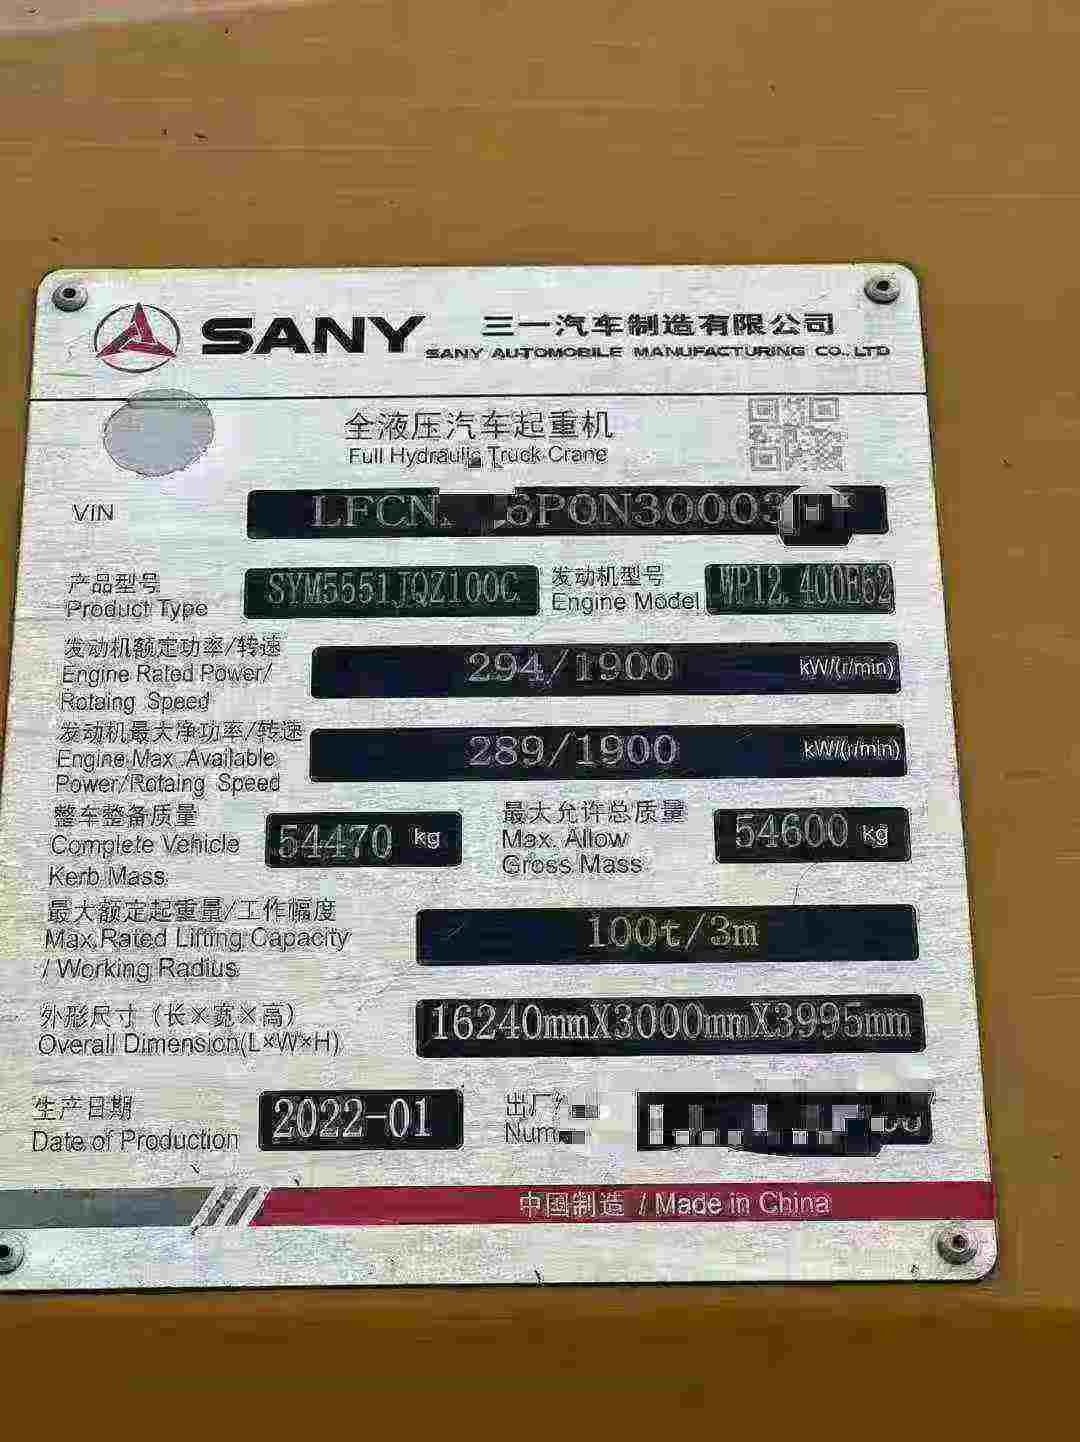 SANY 三一汽车制造有限公司
SANY AUTOMOBILE MANUFACTURING CO., LTD
全液压汽车起重机
Full Hydraulic Truck Crane
VIN LFCN
6P0N30003
产品型号 SYM5551JQZ100C 发动机型号 WP12.400E62
Product Type Engine Model
发动机额定功率/转速 294/1900 kW/(r/min)
Engine Rated Power/
Rotaing Speed
发动机最大净功率/转速 289/1900 kW/(r/min)
Engine Max. Available
Power/Rotaing Speed
整车整备质量 54470 kg 最大允许总质量 54600 kg
Complete Vehicle Max. Allow
Kerb Mass Gross Mass
最大额定起重量/工作幅度 100t/3m
Max.Rated Lifting Capacity
/ Working Radius
外形尺寸（长×宽×高） 16240mmX3000mmX3995mm
Overall Dimension(L×W×H)
生产日期 2022-01 出厂
Date of Production Num
中国制造 / Made in China